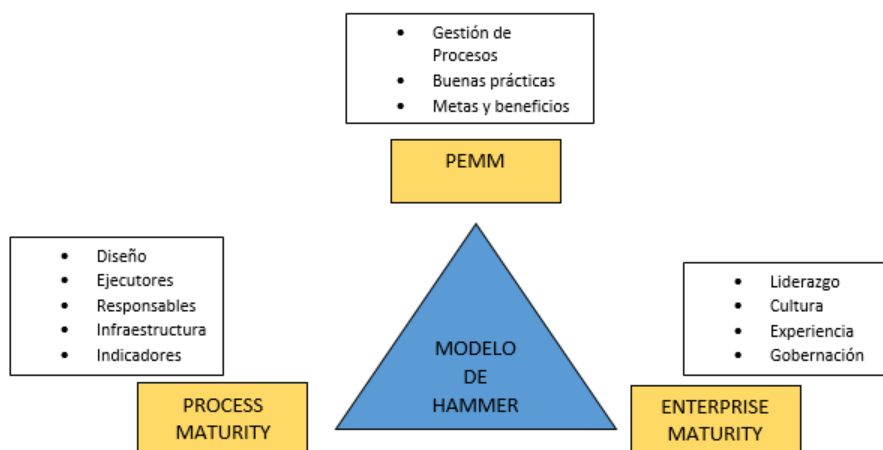 • Gestión de
Procesos
• Buenas prácticas
• Metas y beneficios
PEMM
• Diseño
• Ejecutores
• Responsables
• Infraestructura
• Indicadores
PROCESS
MATURITY
MODELO
DE
HAMMER
• Liderazgo
• Cultura
• Experiencia
• Gobernación
ENTERPRISE
MATURITY